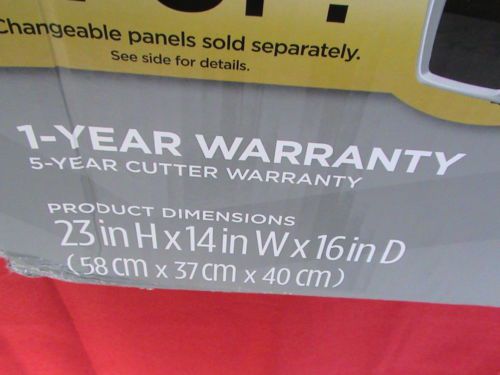 Changeable panels sold separately.
See side for details.
1-YEAR WARRANTY
5-YEAR CUTTER WARRANTY
PRODUCT DIMENSIONS
23 in H x 14 in W x 16 in D
(58 cm x 37 cm x 40 cm)